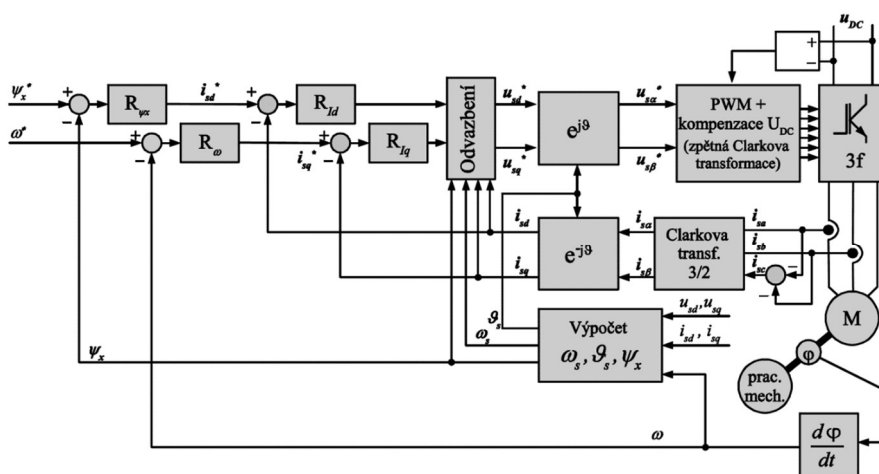 u_DC
+
−
ψ_x*
+
−
R_ψx
i_sd*
+
−
R_Id
Odvazbení
u_sd*
e^jϑ
u_sα*
PWM +
kompenzace U_DC
(zpětná Clarkova
transformace)
3f
ω*
+
−
R_ω
i_sq*
+
−
R_Iq
u_sq*
u_sβ*
i_sd
i_sq
e^-jϑ
i_sα
i_sβ
Clarkova
transf.
3/2
i_sa
i_sb
i_sc
−
−
M
ϑ_s
ω_s
ψ_x
Výpočet
ω_s, ϑ_s, ψ_x
u_sd, u_sq
i_sd, i_sq
φ
prac.
mech.
ω
dφ
dt